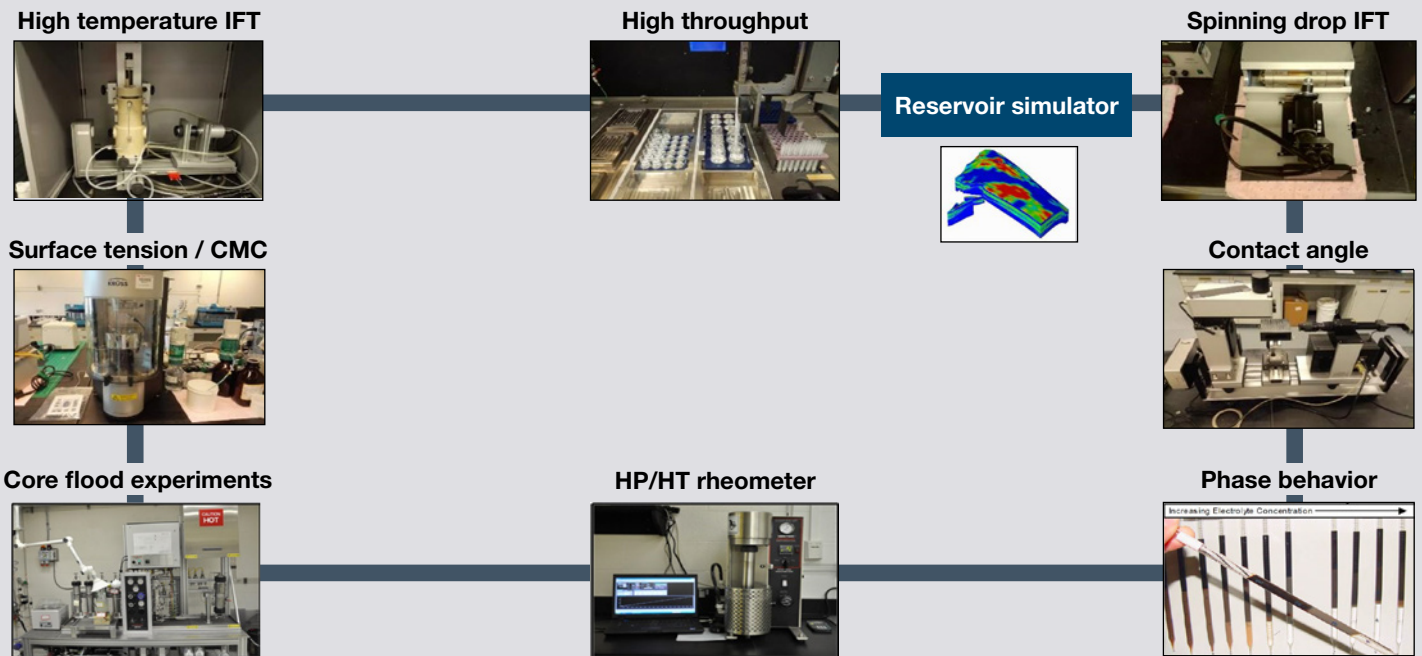 High temperature IFT
High throughput
Spinning drop IFT
Reservoir simulator
Surface tension / CMC
Contact angle
KRÜSS
Core flood experiments
HP/HT rheometer
Phase behavior
CAUTION
HOT
Increasing Electrolyte Concentration